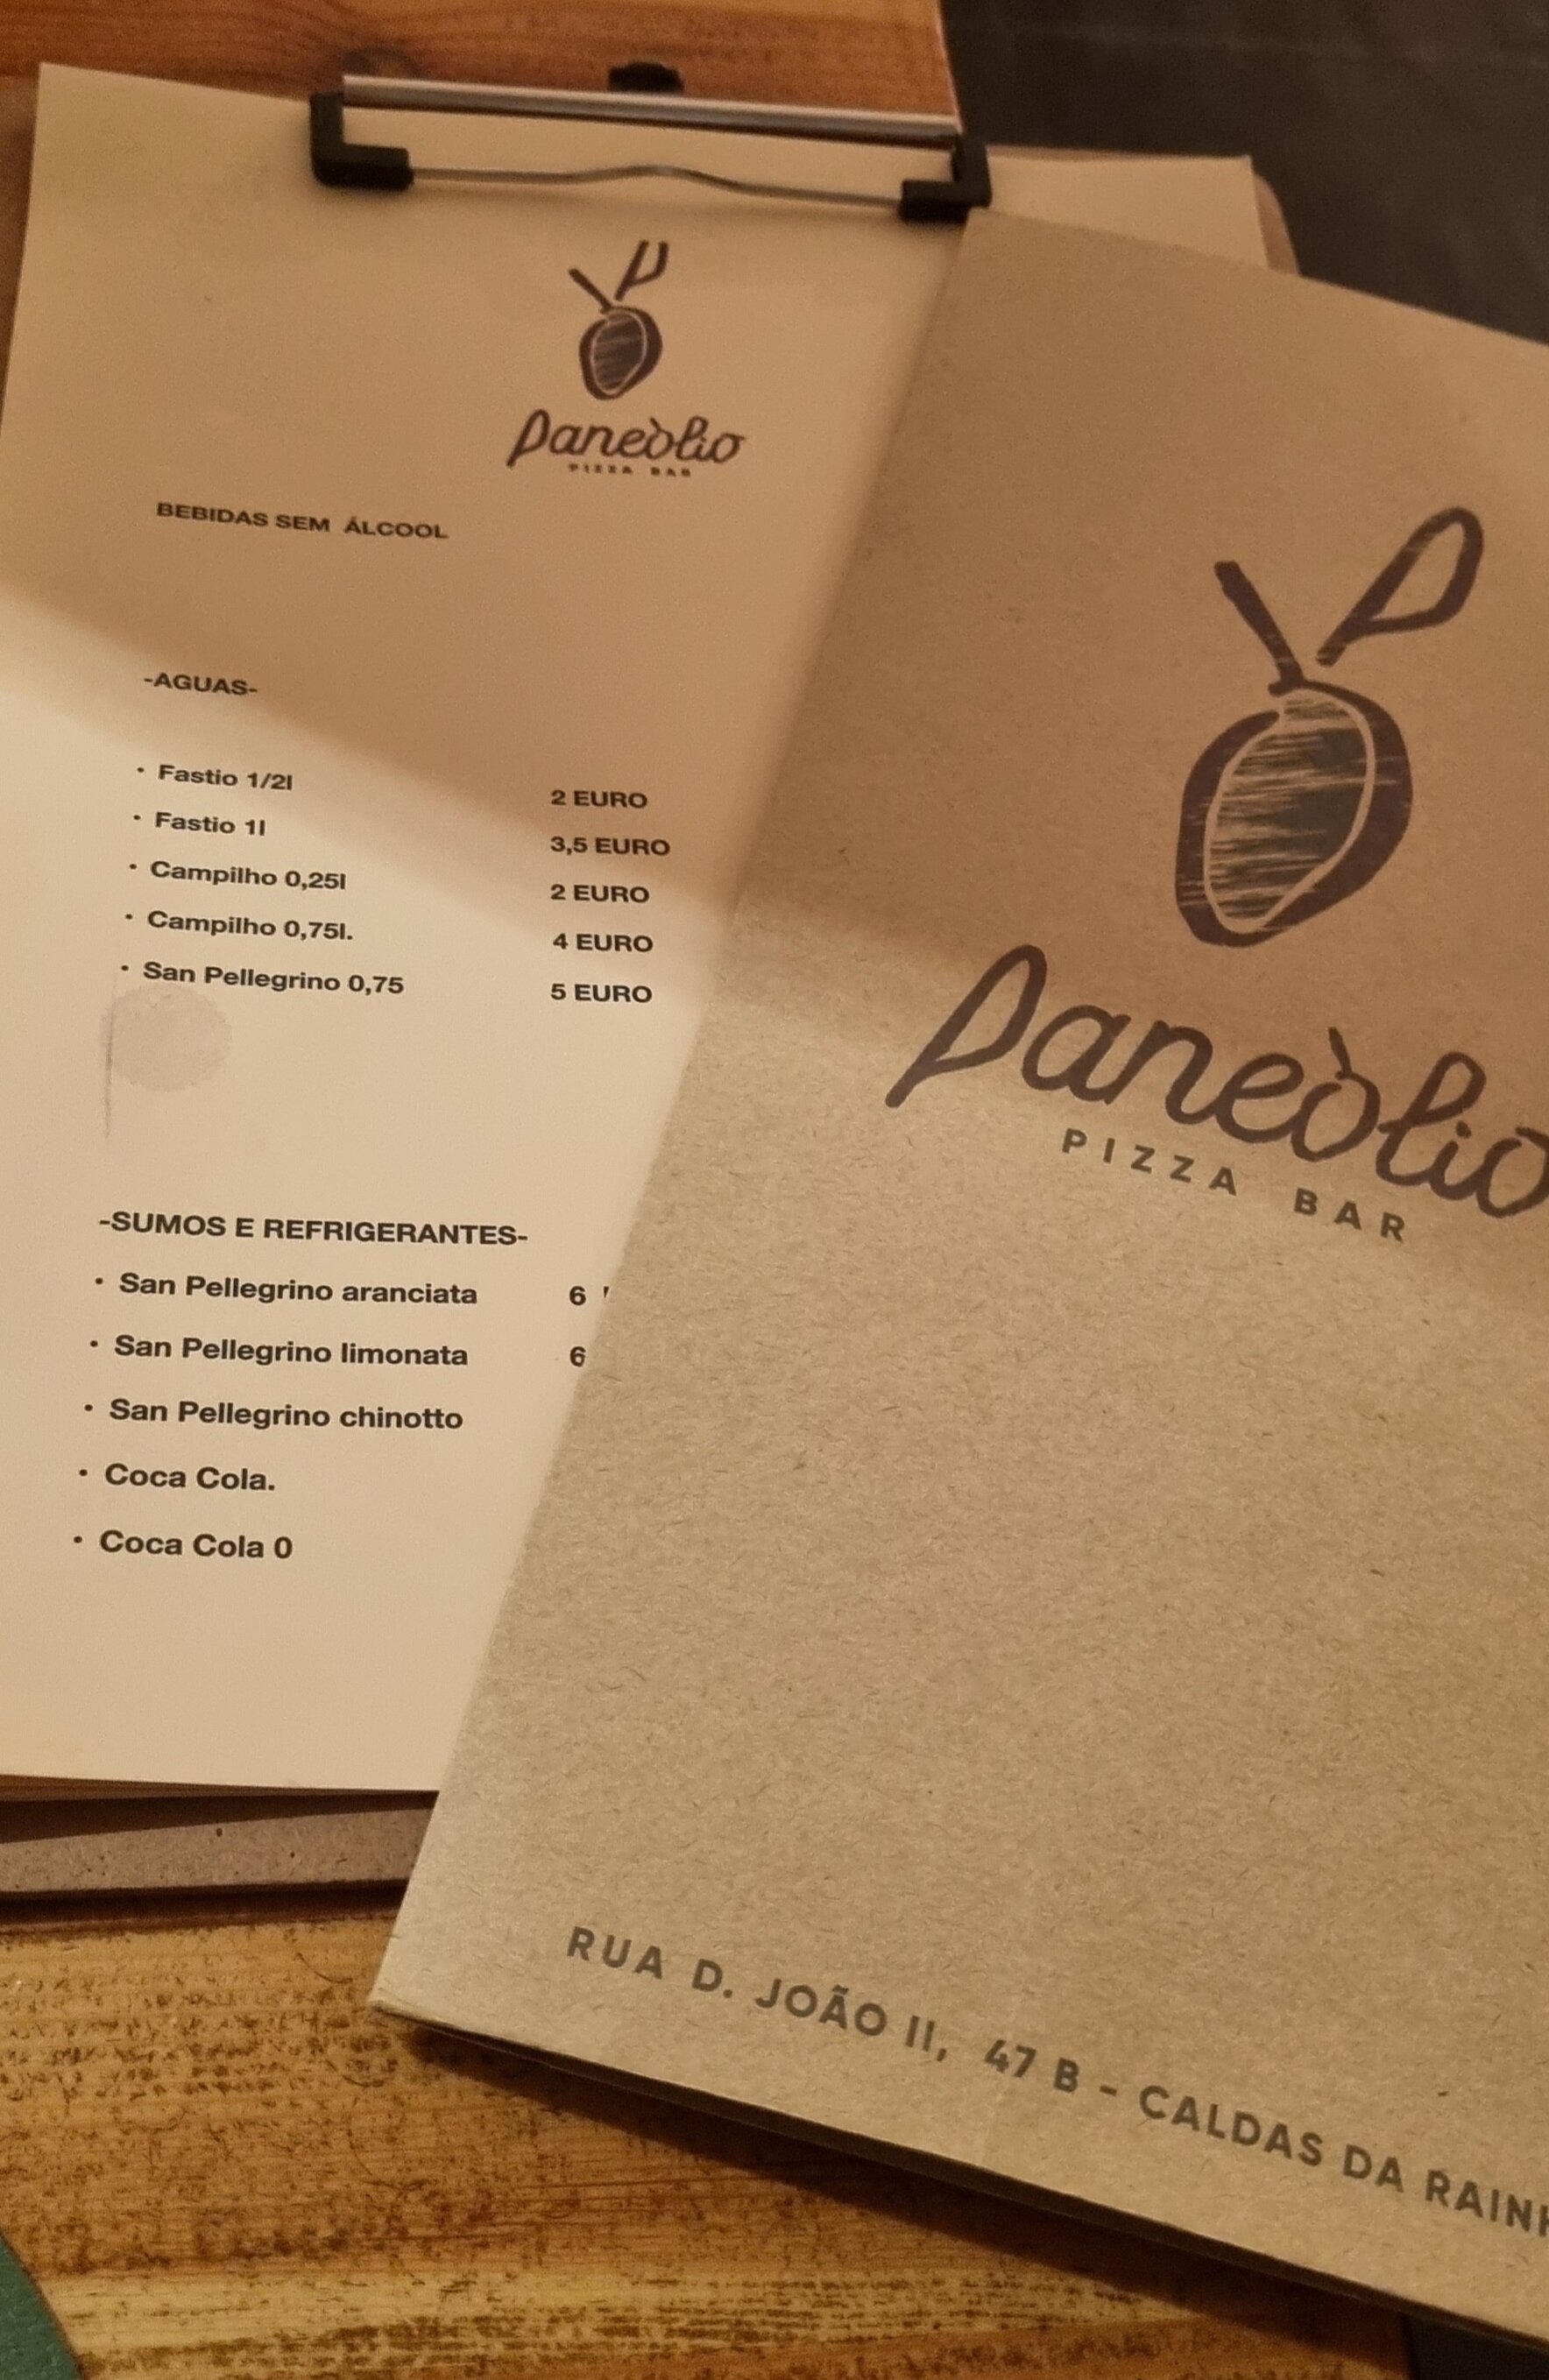 Paneòlio
PIZZA BAR
BEBIDAS SEM ÁLCOOL
-AGUAS-
• Fastio 1/2l 2 EURO
• Fastio 1l 3,5 EURO
• Campilho 0,25l 2 EURO
• Campilho 0,75l. 4 EURO
• San Pellegrino 0,75 5 EURO
-SUMOS E REFRIGERANTES-
• San Pellegrino aranciata 6
• San Pellegrino limonata 6
• San Pellegrino chinotto
• Coca Cola.
• Coca Cola 0
Paneòlio
PIZZA BAR
RUA D. JOÃO II, 47 B - CALDAS DA